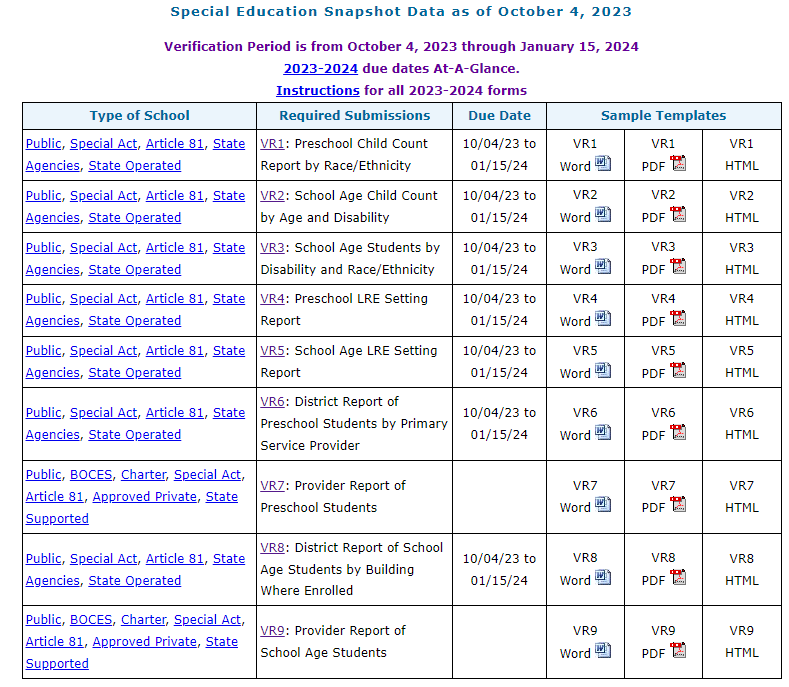 Special Education Snapshot Data as of October 4, 2023
Verification Period is from October 4, 2023 through January 15, 2024
2023-2024 due dates At-A-Glance.
Instructions for all 2023-2024 forms
Type of School Required Submissions Due Date Sample Templates
Public, Special Act, Article 81, State VR1: Preschool Child Count 10/04/23 to VR1 VR1 VR1
Agencies, State Operated Report by Race/Ethnicity 01/15/24 Word PDF HTML
Public, Special Act, Article 81, State VR2: School Age Child Count 10/04/23 to VR2 VR2 VR2
Agencies, State Operated by Age and Disability 01/15/24 Word PDF HTML
Public, Special Act, Article 81, State VR3: School Age Students by 10/04/23 to VR3 VR3 VR3
Agencies, State Operated Disability and Race/Ethnicity 01/15/24 Word PDF HTML
Public, Special Act, Article 81, State VR4: Preschool LRE Setting 10/04/23 to VR4 VR4 VR4
Agencies, State Operated Report 01/15/24 Word PDF HTML
Public, Special Act, Article 81, State VR5: School Age LRE Setting 10/04/23 to VR5 VR5 VR5
Agencies, State Operated Report 01/15/24 Word PDF HTML
Public, Special Act, Article 81, State
Agencies, State Operated
VR6: District Report of
Preschool Students by Primary
Service Provider
10/04/23 to
01/15/24
VR6 VR6 VR6
Word PDF HTML
Public, BOCES, Charter, Special Act,
Article 81, Approved Private, State
Supported
VR7: Provider Report of
Preschool Students
VR7 VR7 VR7
Word PDF HTML
Public, Special Act, Article 81, State
Agencies, State Operated
VR8: District Report of School
Age Students by Building
Where Enrolled
10/04/23 to
01/15/24
VR8 VR8 VR8
Word PDF HTML
Public, BOCES, Charter, Special Act,
Article 81, Approved Private, State
Supported
VR9: Provider Report of
School Age Students
VR9 VR9 VR9
Word PDF HTML